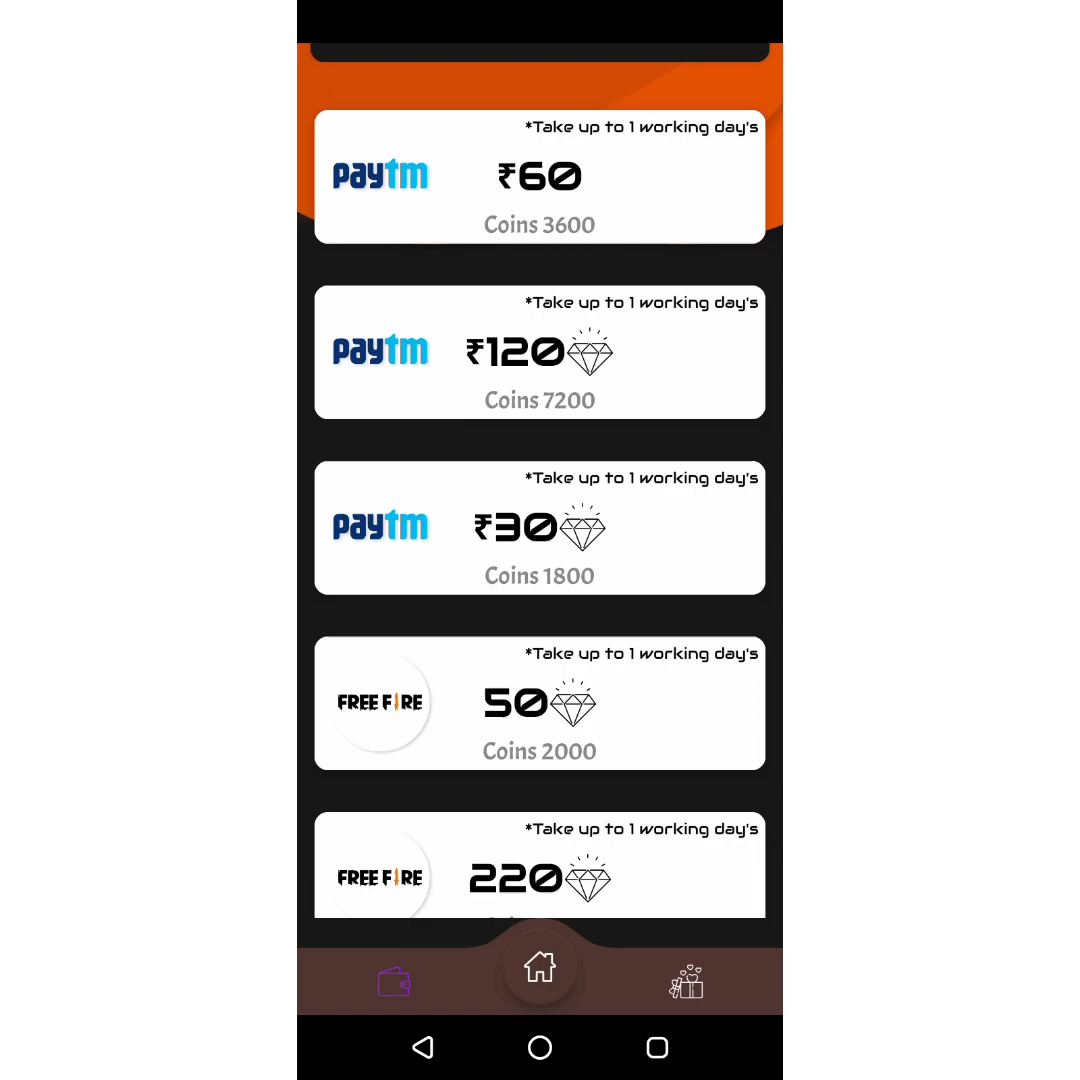 *Take up to 1 working day's
paytm
₹60
Coins 3600
*Take up to 1 working day's
paytm
₹120
Coins 7200
*Take up to 1 working day's
paytm
₹30
Coins 1800
*Take up to 1 working day's
FREE FIRE
50
Coins 2000
*Take up to 1 working day's
FREE FIRE
220